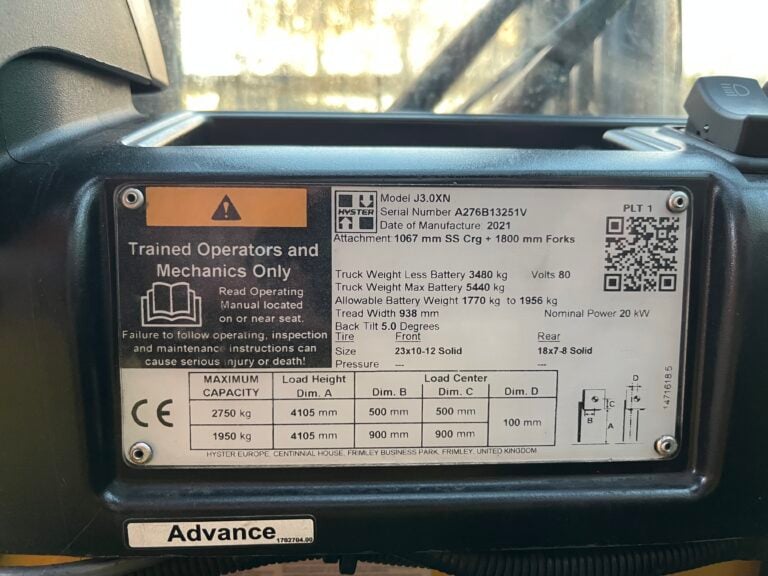 Trained Operators and
Mechanics Only
Read Operating
Manual located
on or near seat.
Failure to follow operating, inspection
and maintenance instructions can
cause serious injury or death!
HYSTER
Model J3.0XN
Serial Number A276B13251V
Date of Manufacture 2021
Attachment 1067 mm SS Crg + 1800 mm Forks
PLT 1
Truck Weight Less Battery 3480 kg Volts 80
Truck Weight Max Battery 5440 kg
Allowable Battery Weight 1770 kg to 1956 kg
Tread Width 938 mm Nominal Power 20 kW
Back Tilt 5.0 Degrees
Tire Front Rear
Size 23x10-12 Solid 18x7-8 Solid
Pressure --- ---
MAXIMUM CAPACITY Load Height Dim. A Load Center Dim. B Dim. C Dim. D
2750 kg 4105 mm 500 mm 500 mm 100 mm
1950 kg 4105 mm 900 mm 900 mm
CE
D
C
B
A
14716185
HYSTER EUROPE, CENTINNIAL HOUSE, FRIMLEY BUSINESS PARK, FRIMLEY, UNITED KINGDOM
Advance
1702704.00